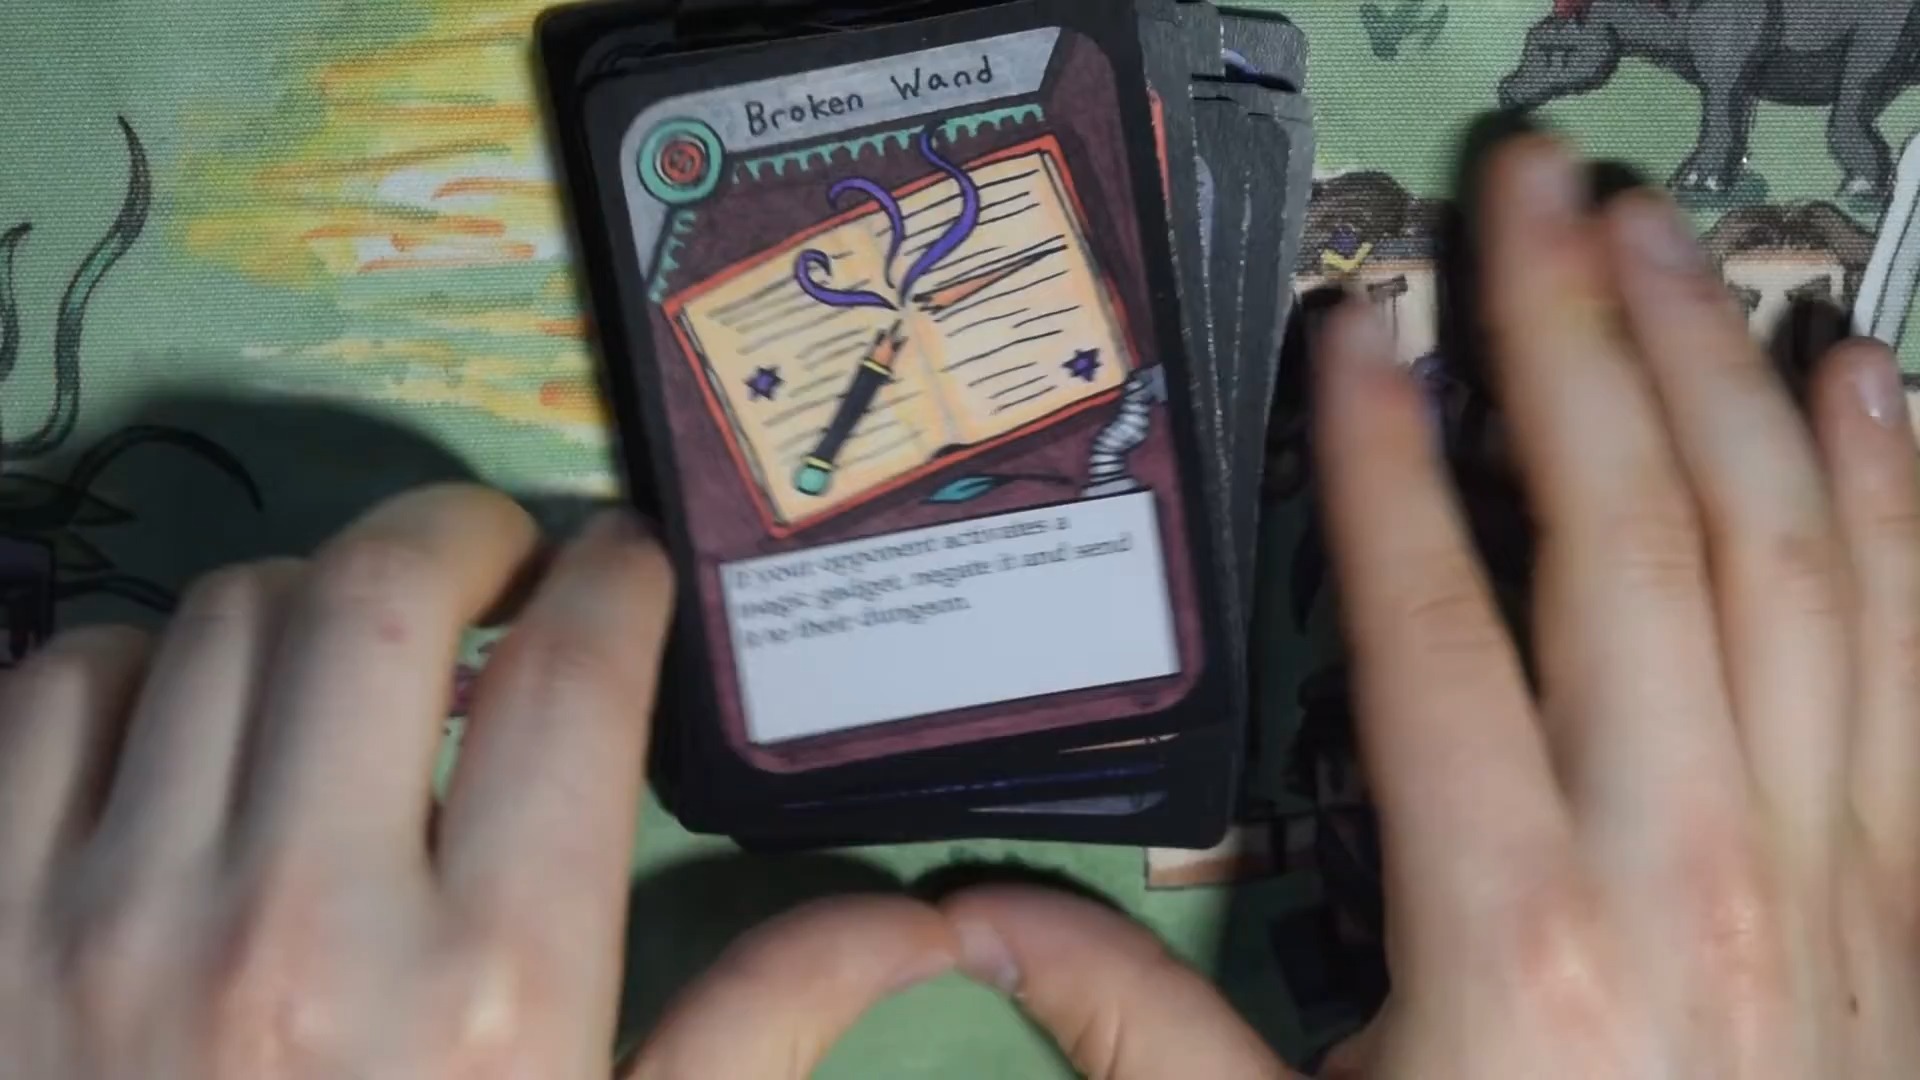 Broken Wand
If your opponent activates a
magic gadget, negate it and send
it to their dungeon.